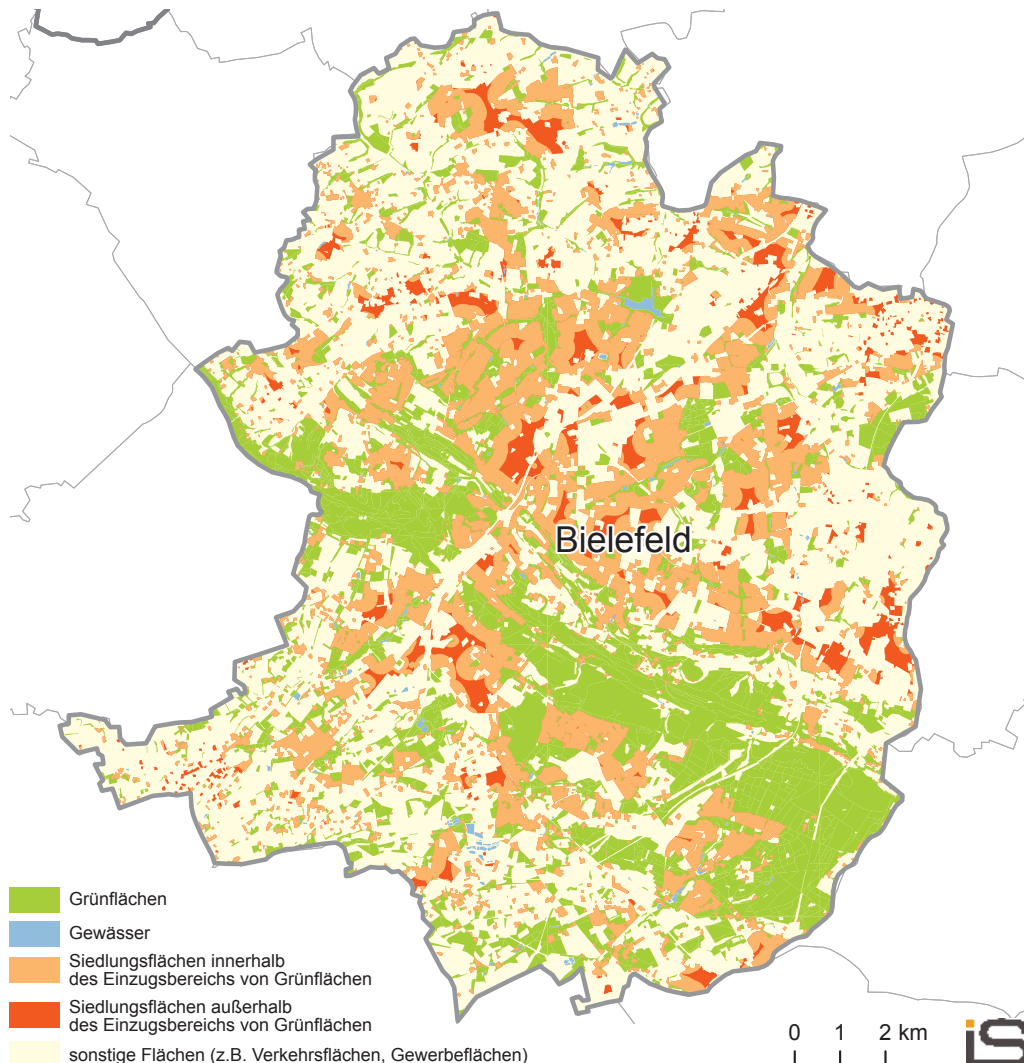 Bielefeld
Grünflächen
Gewässer
Siedlungsflächen innerhalb
des Einzugsbereichs von Grünflächen
Siedlungsflächen außerhalb
des Einzugsbereichs von Grünflächen
sonstige Flächen (z.B. Verkehrsflächen, Gewerbeflächen)
0 1 2 km